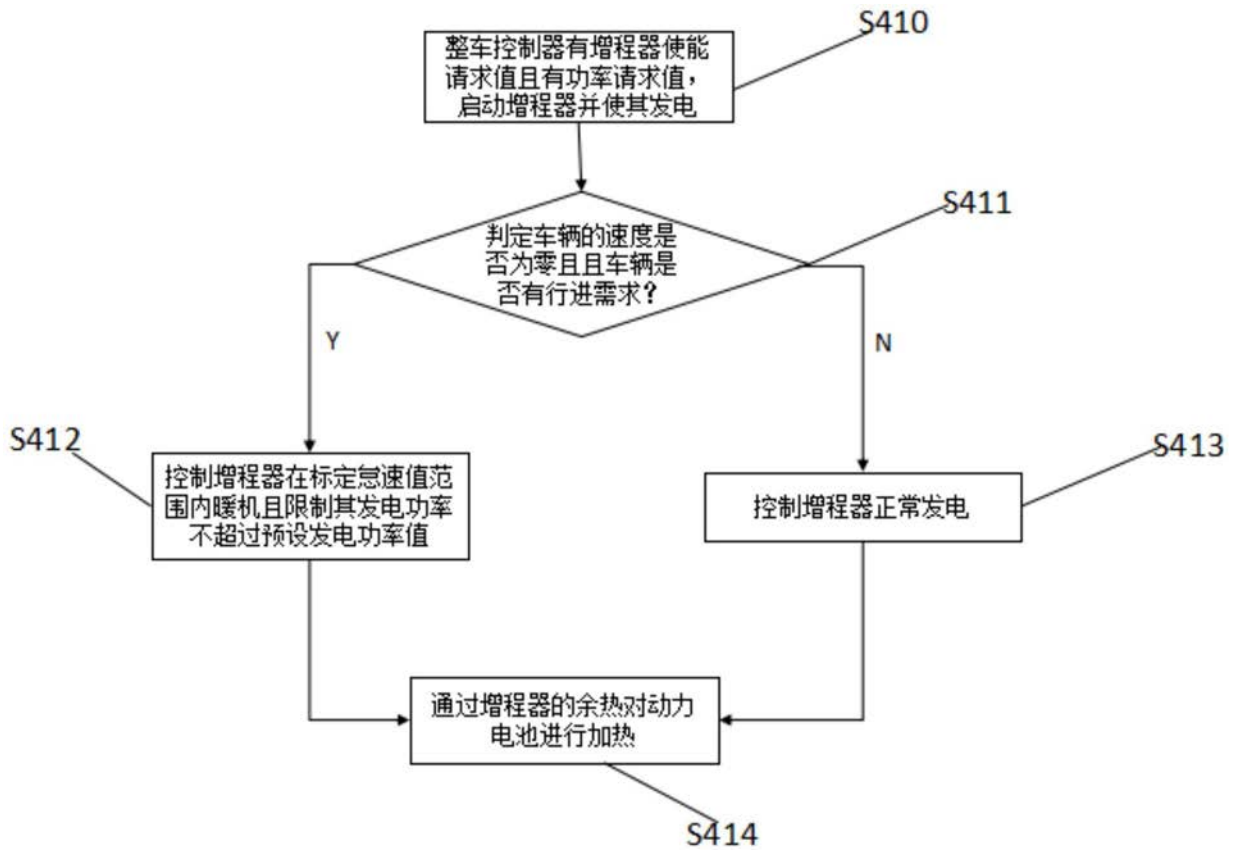 S410
整车控制器有增程器使能
请求值且有功率请求值，
启动增程器并使其发电
S411
判定车辆的速度是
否为零且且车辆是
否有行进需求？
Y
N
S412
控制增程器在标定怠速值范
围内暖机且限制其发电功率
不超过预设发电功率值
S413
控制增程器正常发电
通过增程器的余热对动力
电池进行加热
S414